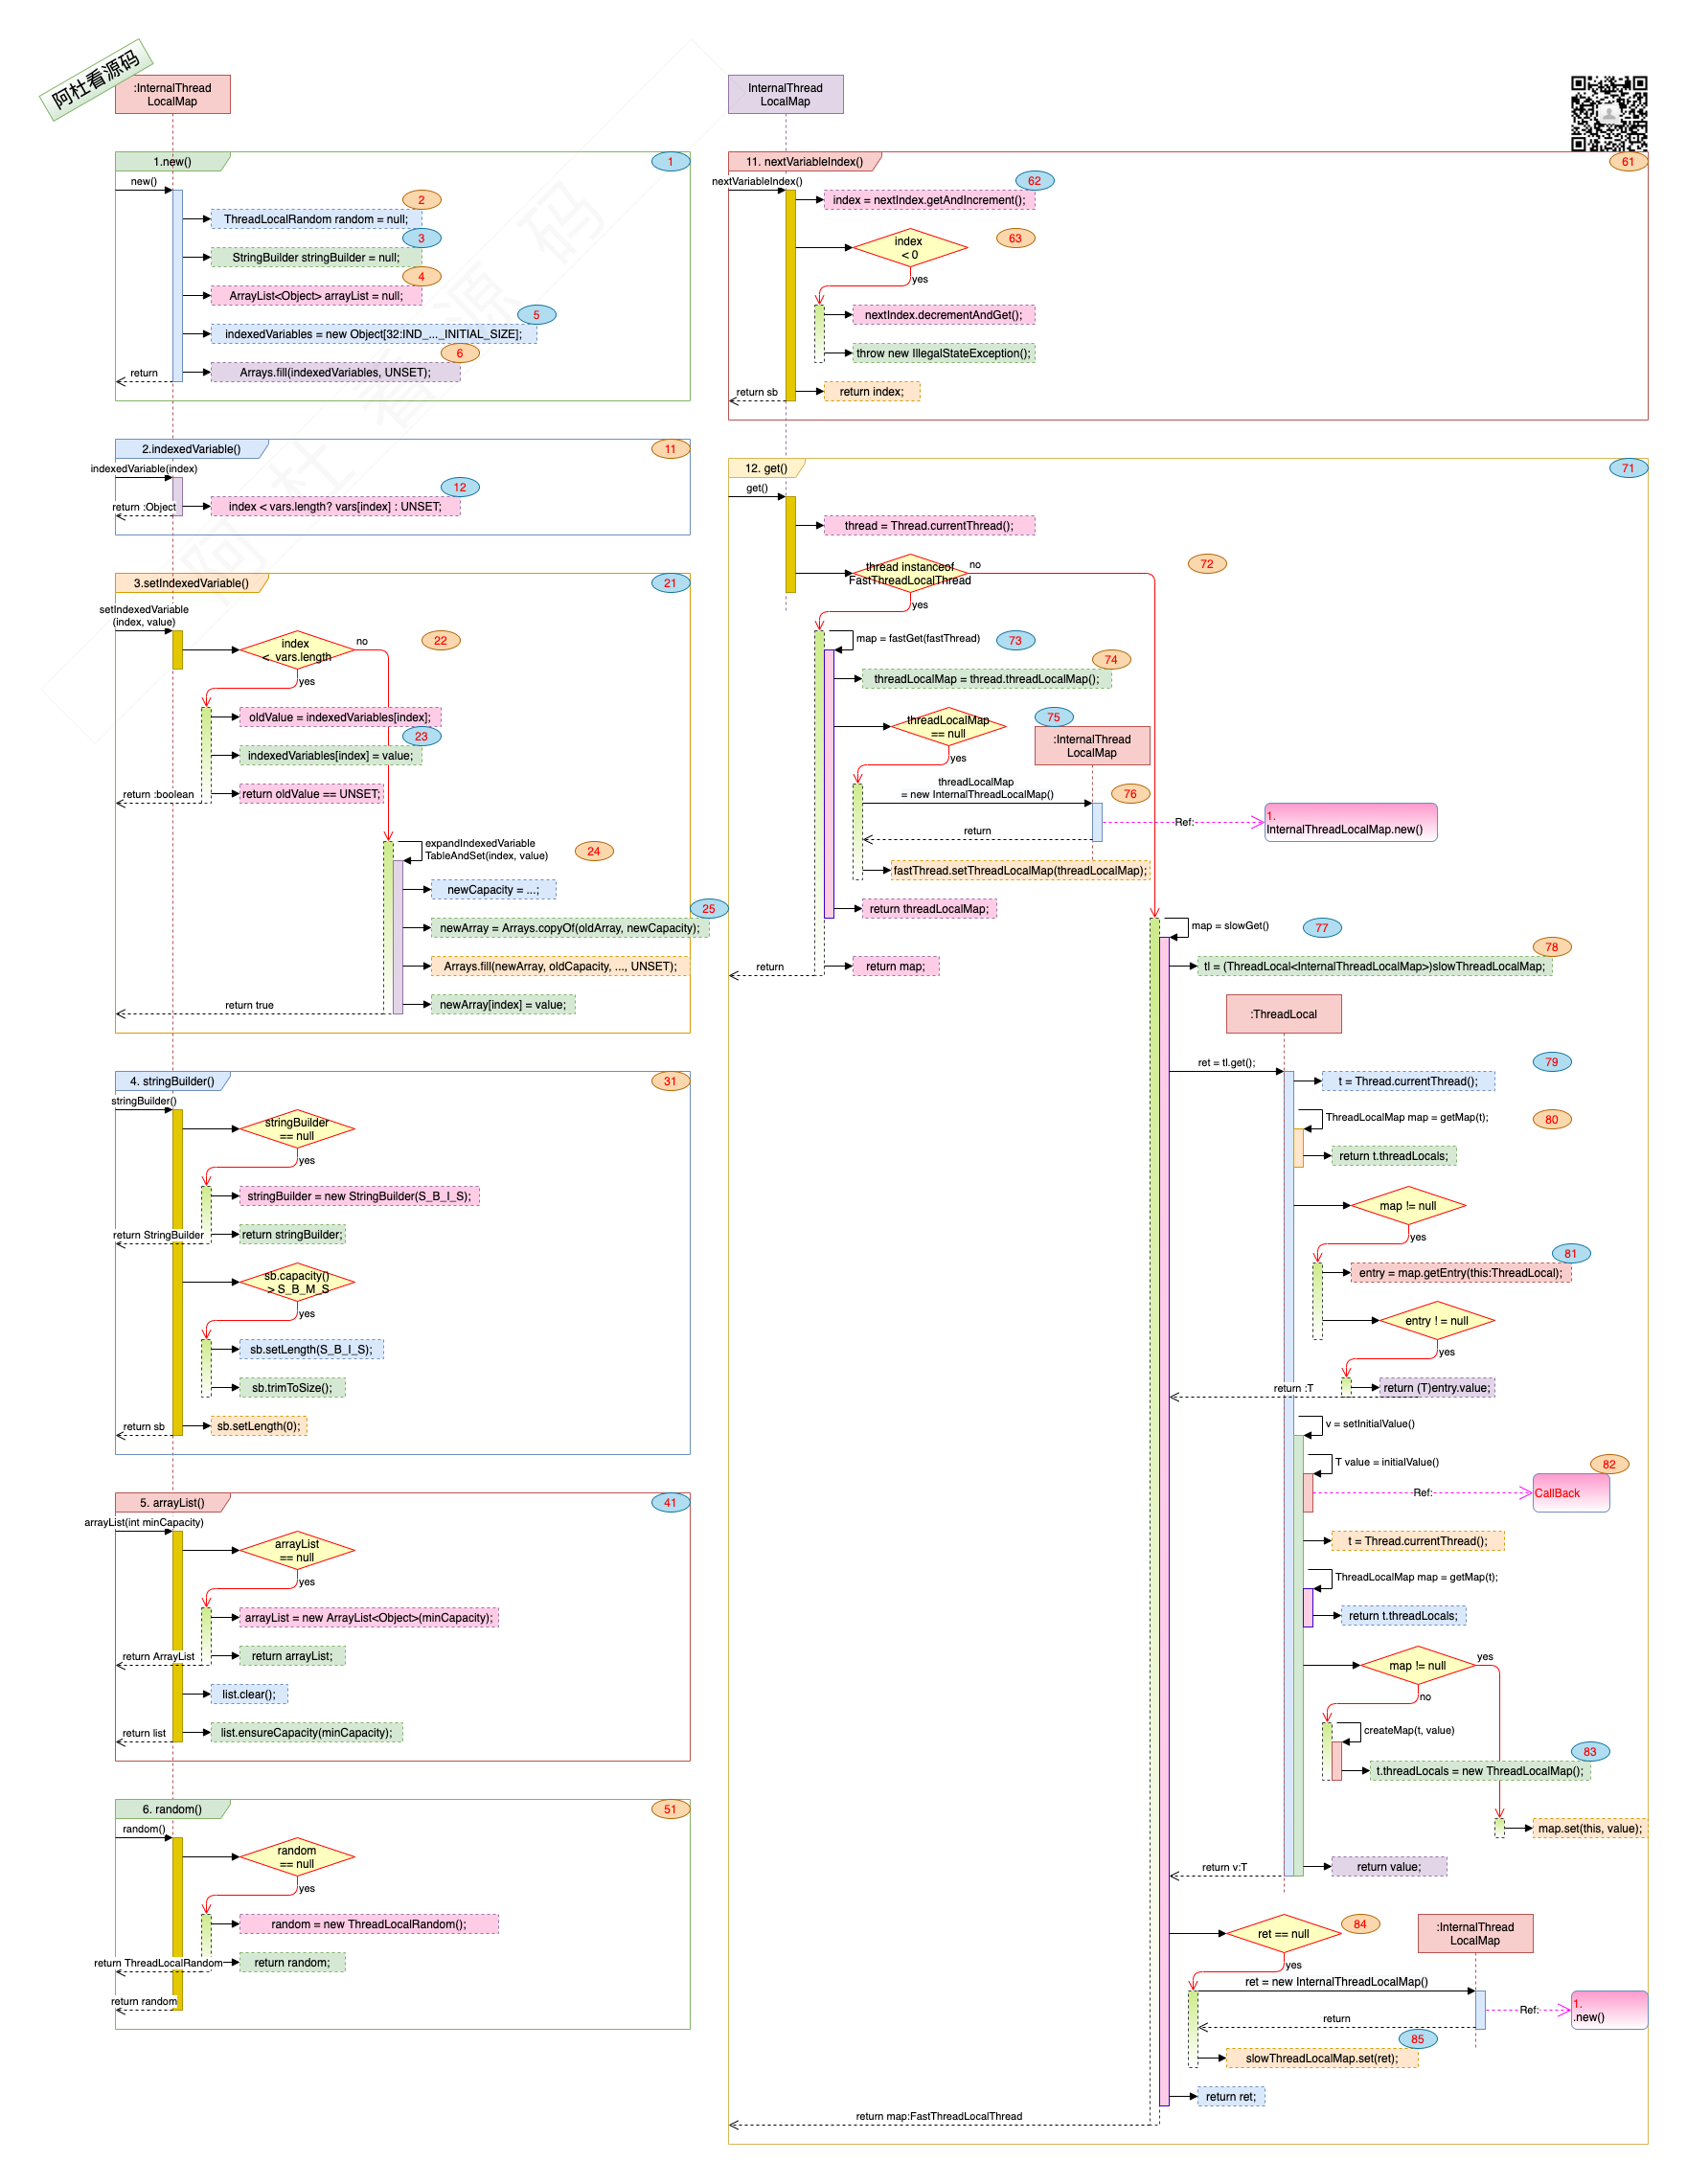 阿杜看源码
:InternalThread
LocalMap
1.new()
1
new()
2
ThreadLocalRandom random = null;
3
StringBuilder stringBuilder = null;
4
ArrayList<Object> arrayList = null;
5
indexedVariables = new Object[32:IND_..._INITIAL_SIZE];
6
Arrays.fill(indexedVariables, UNSET);
return
2.indexedVariable()
11
indexedVariable(index)
12
index < vars.length? vars[index] : UNSET;
return :Object
3.setIndexedVariable()
21
setIndexedVariable
(index, value)
index
< vars.length
no
22
yes
oldValue = indexedVariables[index];
23
indexedVariables[index] = value;
return oldValue == UNSET;
return :boolean
expandIndexedVariable
TableAndSet(index, value)
24
newCapacity = ...;
25
newArray = Arrays.copyOf(oldArray, newCapacity);
Arrays.fill(newArray, oldCapacity, ..., UNSET);
newArray[index] = value;
return true
4. stringBuilder()
31
stringBuilder()
stringBuilder
== null
yes
stringBuilder = new StringBuilder(S_B_I_S);
return stringBuilder;
return StringBuilder
sb.capacity()
> S_B_M_S
yes
sb.setLength(S_B_I_S);
sb.trimToSize();
sb.setLength(0);
return sb
5. arrayList()
41
arrayList(int minCapacity)
arrayList
== null
yes
arrayList = new ArrayList<Object>(minCapacity);
return arrayList;
return ArrayList
list.clear();
list.ensureCapacity(minCapacity);
return list
6. random()
51
random()
random
== null
yes
random = new ThreadLocalRandom();
return random;
return ThreadLocalRandom
return random
InternalThread
LocalMap
11. nextVariableIndex()
61
nextVariableIndex()
62
index = nextIndex.getAndIncrement();
index
< 0
63
yes
nextIndex.decrementAndGet();
throw new IllegalStateException();
return index;
return sb
12. get()
71
get()
thread = Thread.currentThread();
thread instanceof
FastThreadLocalThread
no
72
yes
map = fastGet(fastThread)
73
74
threadLocalMap = thread.threadLocalMap();
threadLocalMap
== null
75
:InternalThread
LocalMap
yes
threadLocalMap
= new InternalThreadLocalMap()
76
Ref:
1.
InternalThreadLocalMap.new()
return
fastThread.setThreadLocalMap(threadLocalMap);
return threadLocalMap;
return map;
return
map = slowGet()
77
78
tl = (ThreadLocal<InternalThreadLocalMap>)slowThreadLocalMap;
:ThreadLocal
ret = tl.get();
79
t = Thread.currentThread();
ThreadLocalMap map = getMap(t);
80
return t.threadLocals;
map != null
yes
81
entry = map.getEntry(this:ThreadLocal);
entry ! = null
yes
return (T)entry.value;
return :T
v = setInitialValue()
T value = initialValue()
82
Ref:
CallBack
t = Thread.currentThread();
ThreadLocalMap map = getMap(t);
return t.threadLocals;
map != null
yes
no
createMap(t, value)
83
t.threadLocals = new ThreadLocalMap();
map.set(this, value);
return value;
return v:T
ret == null
84
:InternalThread
LocalMap
yes
ret = new InternalThreadLocalMap()
Ref:
1.
.new()
return
85
slowThreadLocalMap.set(ret);
return ret;
return map:FastThreadLocalThread
阿杜看源码